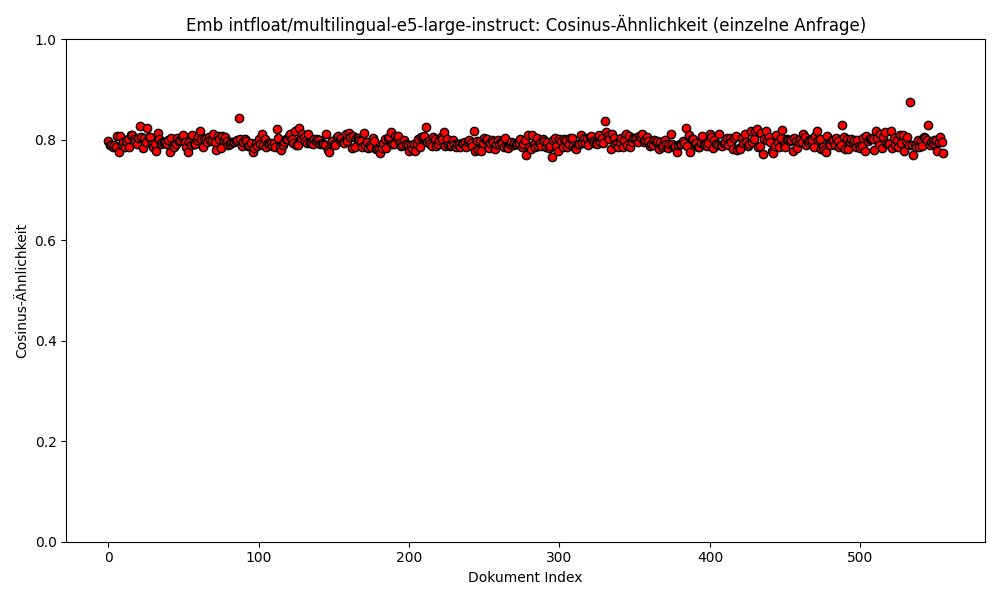 Emb intfloat/multilingual-e5-large-instruct: Cosinus-Ähnlichkeit (einzelne Anfrage)
Cosinus-Ähnlichkeit
1.0
0.8
0.6
0.4
0.2
0.0
0 100 200 300 400 500
Dokument Index